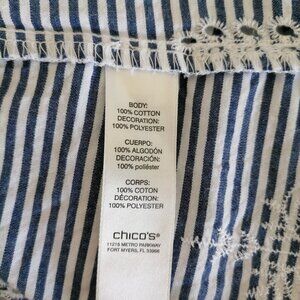 BODY:
100% COTTON
DECORATION:
100% POLYESTER
CUERPO:
100% ALGODÓN
DECORACIÓN:
100% poliéster
CORPS:
100% COTON
DÉCORATION:
100% POLYESTER
chico's®
11215 METRO PARKWAY
FORT MYERS, FL 33966